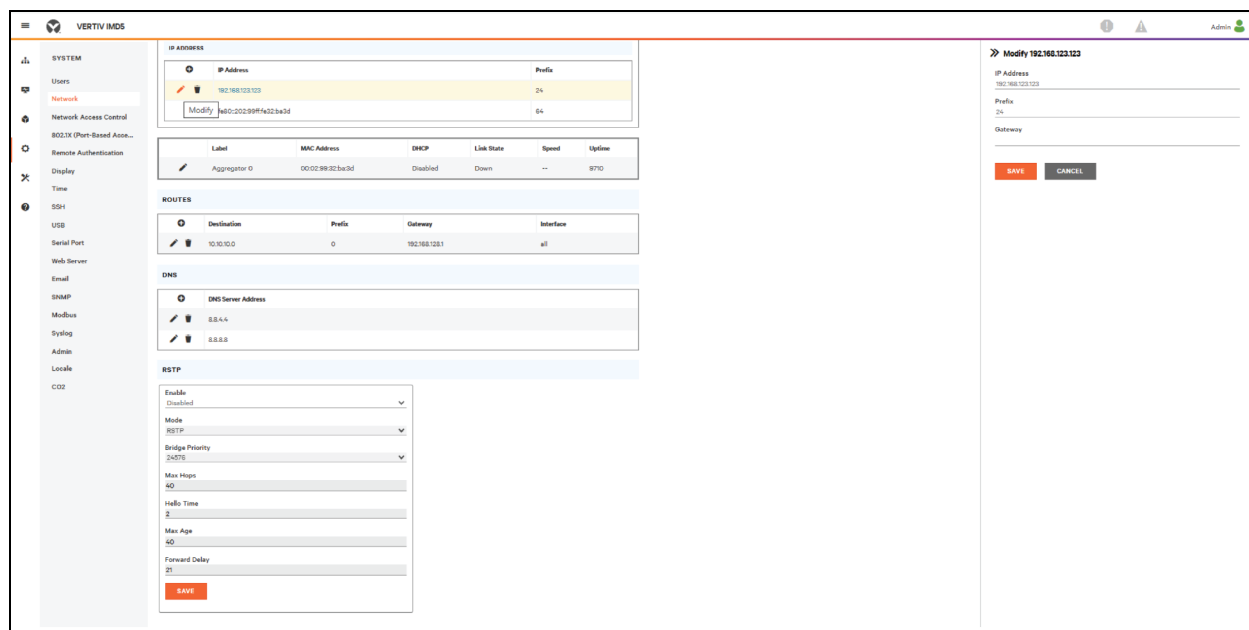 VERTIV IMD5
Admin
SYSTEM
Users
Network
Network Access Control
802.1X (Port-Based Acce...
Remote Authentication
Display
Time
SSH
USB
Serial Port
Web Server
Email
SNMP
Modbus
Syslog
Admin
Locale
CO2
IP ADDRESS
IP Address Prefix
192.168.123.123 24
Modify fe80::202:99ff:fe32:ba3d 64
Label MAC Address DHCP Link State Speed Uptime
Aggregator 0 00:02:99:32:ba:3d Disabled Down -- 9710
ROUTES
Destination Prefix Gateway Interface
10.10.10.0 0 192.168.123.1 all
DNS
DNS Server Address
8.8.4.4
8.8.8.8
RSTP
Enable
Disabled
Mode
RSTP
Bridge Priority
24576
Max Hops
40
Hello Time
2
Max Age
40
Forward Delay
21
SAVE
Modify 192.168.123.123
IP Address
192.168.123.123
Prefix
24
Gateway
SAVE CANCEL